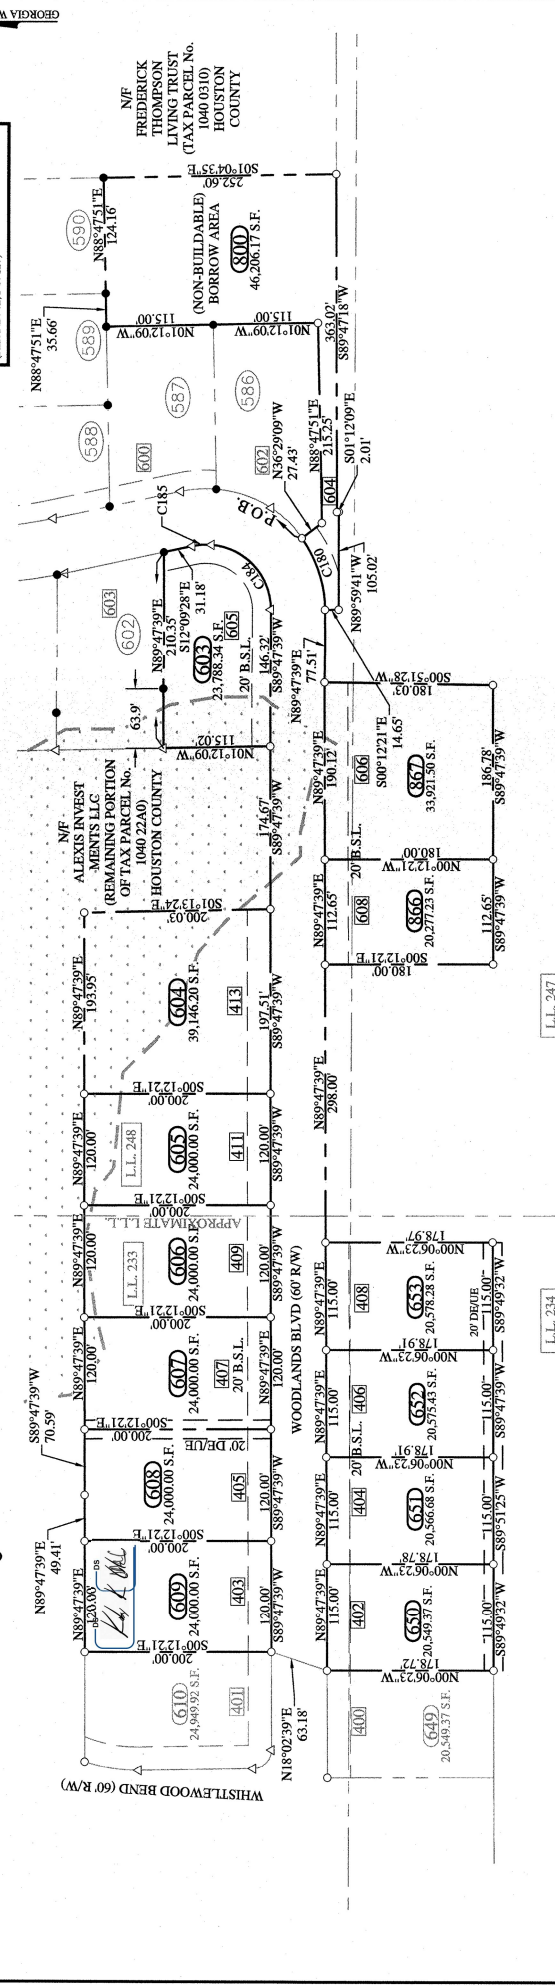 GEORGIA W
N/F
FREDERICK
THOMPSON
LIVING TRUST
(TAX PARCEL No.
1040 0310)
HOUSTON
COUNTY
S01°04'35"E
252.60'
N88°47'51"E
124.16'
590
(NON-BUILDABLE)
BORROW AREA
800
46,206.17 S.F.
N88°47'51"E
35.66'
589
115.00'
N01°12'09"W
115.00'
N01°12'09"W
363.02'
S89°47'18"W
588
587
586
600
602
N36°29'09"W
27.43'
N88°47'51"E
215.25'
604
S01°12'09"E
2.01'
P.O.B.
C185
C180
C184
N89°59'41"W
105.02'
603
602
N89°47'39"E
210.35'
S12°09'28"E
31.18'
603
23,788.34 S.F.
605
20' B.S.L.
146.32'
S89°47'39"W
N89°47'39"E
77.51'
S00°12'21"E
14.65'
63.9'
115.02'
N01°12'09"W
N/F
ALEXIS INVEST
-MENTS LLC
(REMAINING PORTION
OF TAX PARCEL No.
1040 22A0)
HOUSTON COUNTY
174.67'
S89°47'39"W
S00°51'28"W
180.03'
N89°47'39"E
190.12'
606
867
33,921.50 S.F.
186.78'
S89°47'39"W
20' B.S.L.
180.00'
N00°12'21"W
N89°47'39"E
112.65'
608
866
20,277.23 S.F.
112.65'
S89°47'39"W
S00°12'21"E
180.00'
S01°13'24"E
200.03'
N89°47'39"E
193.95'
604
39,146.20 S.F.
413
197.51'
S89°47'39"W
L.L. 247
N89°47'39"E
298.00'
S00°12'21"E
200.00'
N89°47'39"E
120.00'
L.L. 248
605
24,000.00 S.F.
411
120.00'
S89°47'39"W
S00°12'21"E
200.00'
APPROXIMATE L.L.L.
N89°47'39"E
120.00'
L.L. 233
606
24,000.00 S.F.
409
120.00'
S89°47'39"W
WOODLANDS BLVD (60' R/W)
178.97'
N00°06'23"W
N89°47'39"E
115.00'
408
653
20,578.28 S.F.
20' DE/UE
115.00'
S89°49'32"W
L.L. 234
S00°12'21"E
200.00'
N89°47'39"E
120.00'
607
24,000.00 S.F.
407
20' B.S.L.
N89°47'39"E
120.00'
178.91'
N00°06'23"W
N89°47'39"E
115.00'
406
652
20,575.43 S.F.
115.00'
20' B.S.L.
S00°12'21"E
200.00'
20' DE/UE
S89°47'39"W
70.59'
608
24,000.00 S.F.
405
120.00'
S89°47'39"W
178.91'
N00°06'23"W
N89°47'39"E
115.00'
404
651
20,566.68 S.F.
115.00'
S89°51'25"W
N89°47'39"E
49.41'
S00°12'21"E
200.00'
N89°47'39"E
120.00'
DS
DS
609
24,000.00 S.F.
403
120.00'
S89°47'39"W
178.78'
N00°06'23"W
N89°47'39"E
115.00'
402
650
20,549.37 S.F.
115.00'
S89°49'32"W
S00°12'21"E
200.00'
178.72'
N00°06'23"W
610
24,949.92 S.F.
401
N18°02'39"E
63.18'
400
649
20,549.37 S.F.
WHISTLEWOOD BEND (60' R/W)